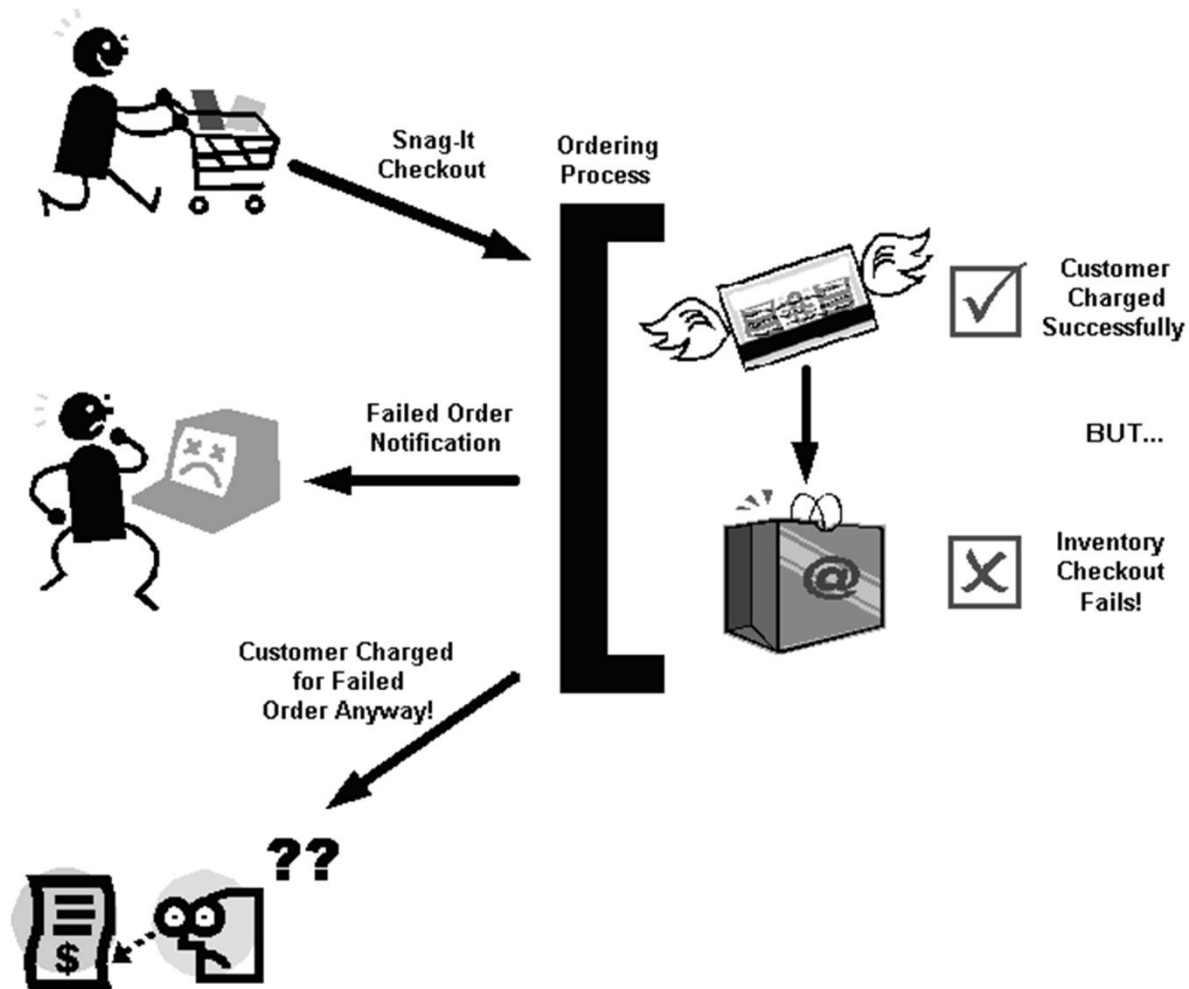 Snag-It
Checkout
Ordering
Process
Customer
Charged
Successfully
BUT...
Failed Order
Notification
@
Inventory
Checkout
Fails!
Customer Charged
for Failed
Order Anyway!
??
$